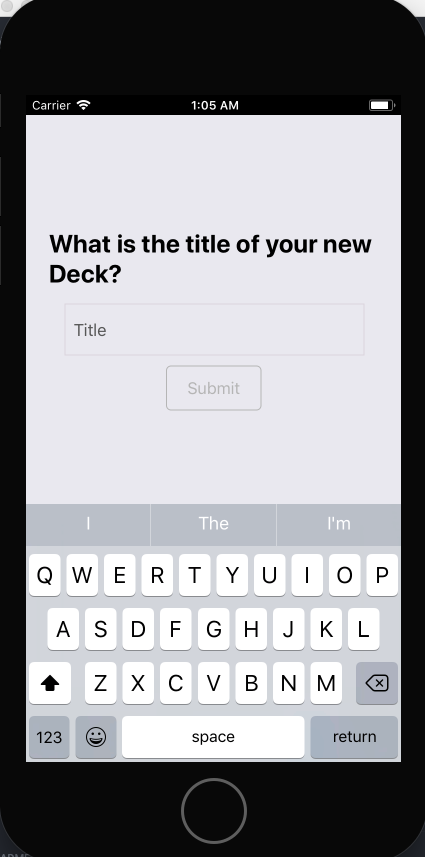 Carrier 1:05 AM
What is the title of your new
Deck?
Title
Submit
I The I'm
Q W E R T Y U I O P
A S D F G H J K L
Z X C V B N M
123 space return